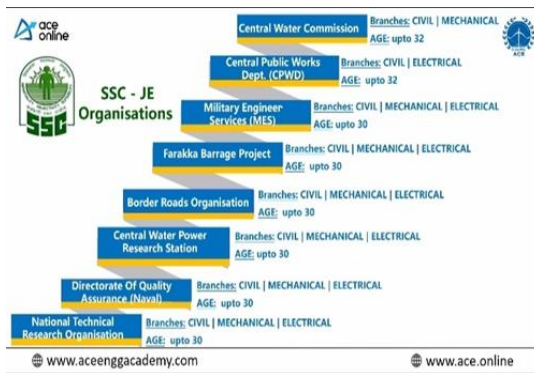 ace
online
SSC
SSC - JE
Organisations
Central Water Commission
Branches: CIVIL | MECHANICAL
AGE: upto 32
Central Public Works
Dept. (CPWD)
Branches: CIVIL | ELECTRICAL
AGE: upto 32
Military Engineer
Services (MES)
Branches: CIVIL | MECHANICAL | ELECTRICAL
AGE: upto 30
Farakka Barrage Project
Branches: CIVIL | MECHANICAL | ELECTRICAL
AGE: upto 30
Border Roads Organisation
Branches: CIVIL | MECHANICAL | ELECTRICAL
AGE: upto 30
Central Water Power
Research Station
Branches: CIVIL | MECHANICAL | ELECTRICAL
AGE: upto 30
Directorate Of Quality
Assurance (Naval)
Branches: CIVIL | MECHANICAL | ELECTRICAL
AGE: upto 30
National Technical
Research Organisation
Branches: CIVIL | MECHANICAL | ELECTRICAL
AGE: upto 30
www.aceenggacademy.com
www.ace.online
ACE